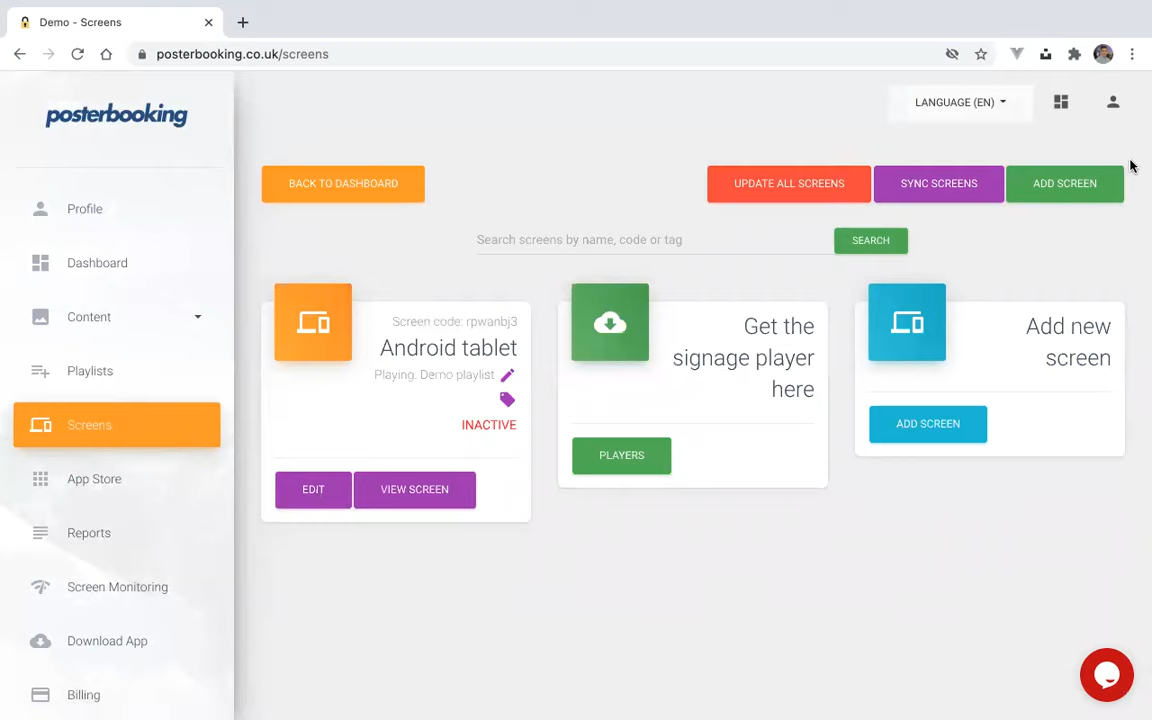 Demo - Screens
posterbooking.co.uk/screens
posterbooking
LANGUAGE (EN)
BACK TO DASHBOARD
UPDATE ALL SCREENS
SYNC SCREENS
ADD SCREEN
Search screens by name, code or tag
SEARCH
Profile
Dashboard
Content
Playlists
Screens
App Store
Reports
Screen Monitoring
Download App
Billing
Screen code: rpwanbj3
Android tablet
Playing: Demo playlist
INACTIVE
EDIT
VIEW SCREEN
Get the
signage player
here
PLAYERS
Add new
screen
ADD SCREEN